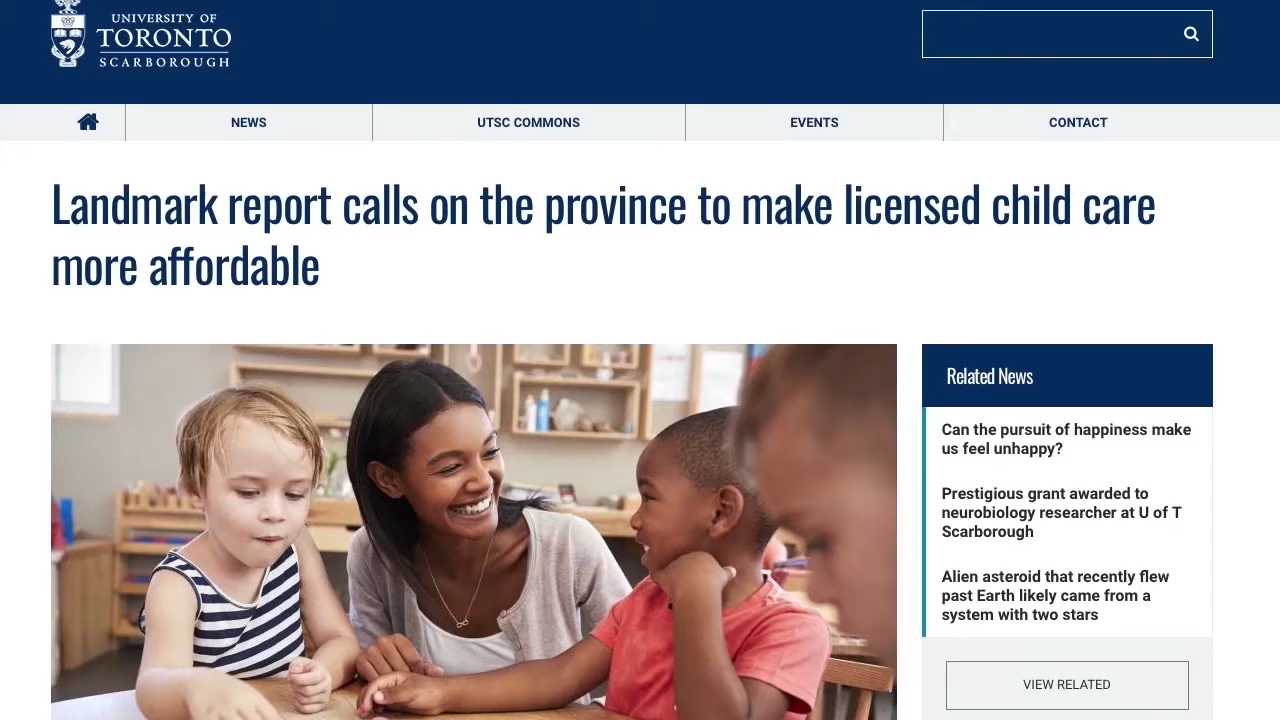 UNIVERSITY OF
TORONTO
SCARBOROUGH
NEWS
UTSC COMMONS
EVENTS
CONTACT
Landmark report calls on the province to make licensed child care
more affordable
Related News
Can the pursuit of happiness make
us feel unhappy?
Prestigious grant awarded to
neurobiology researcher at U of T
Scarborough
Alien asteroid that recently flew
past Earth likely came from a
system with two stars
VIEW RELATED